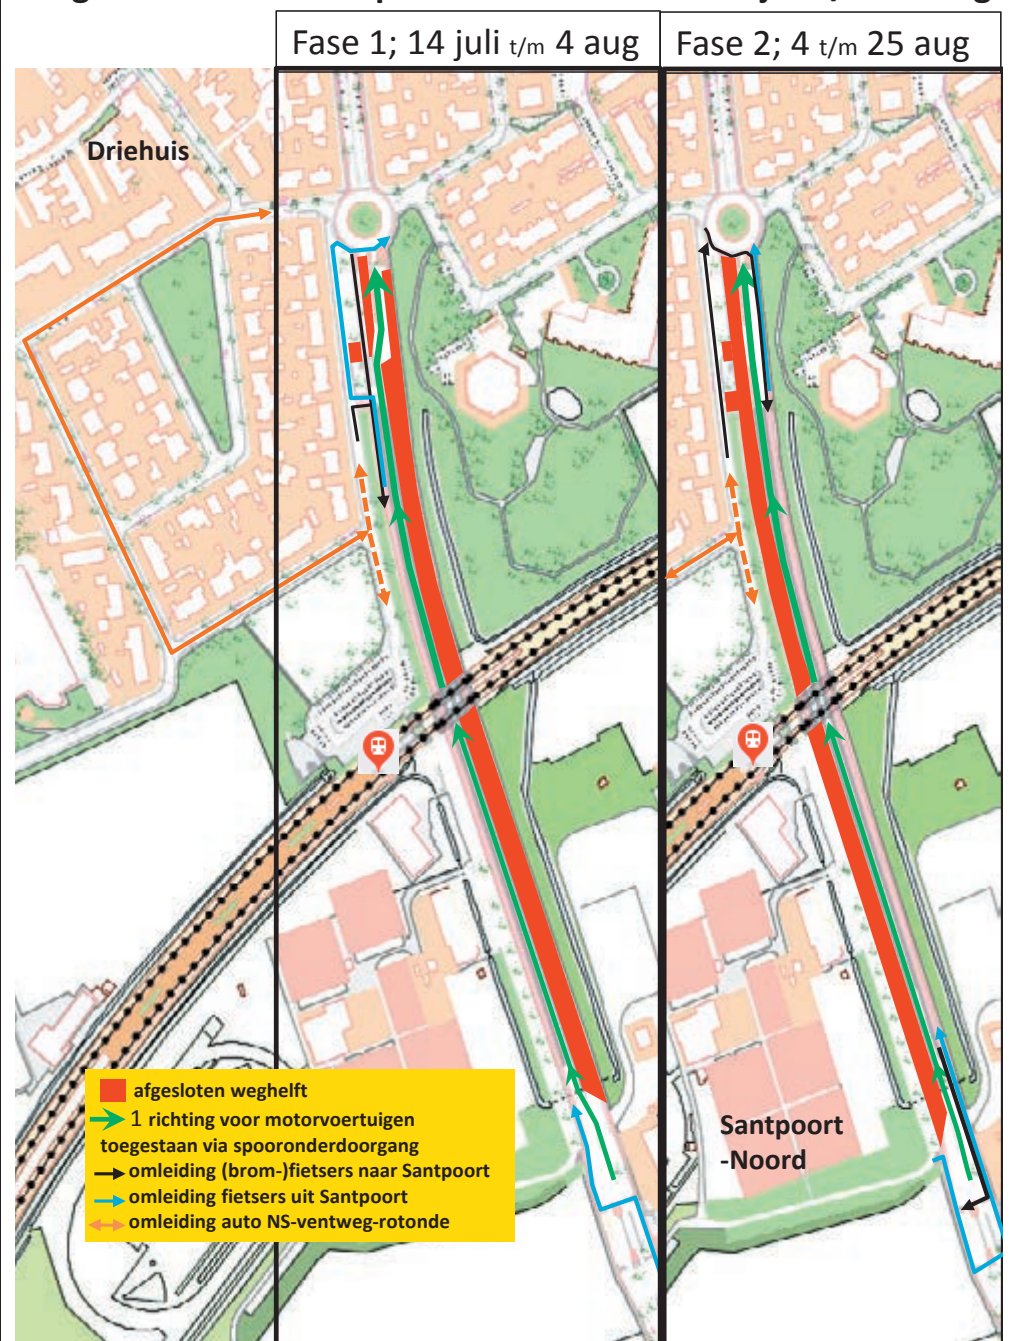 Fase 1; 14 juli t/m 4 aug
Fase 2; 4 t/m 25 aug
Driehuis
Santpoort
-Noord
afgesloten weghelft
1 richting voor motorvoertuigen
toegestaan via spooronderdoorgang
omleiding (brom-)fietsers naar Santpoort
omleiding fietsers uit Santpoort
omleiding auto NS-ventweg-rotonde